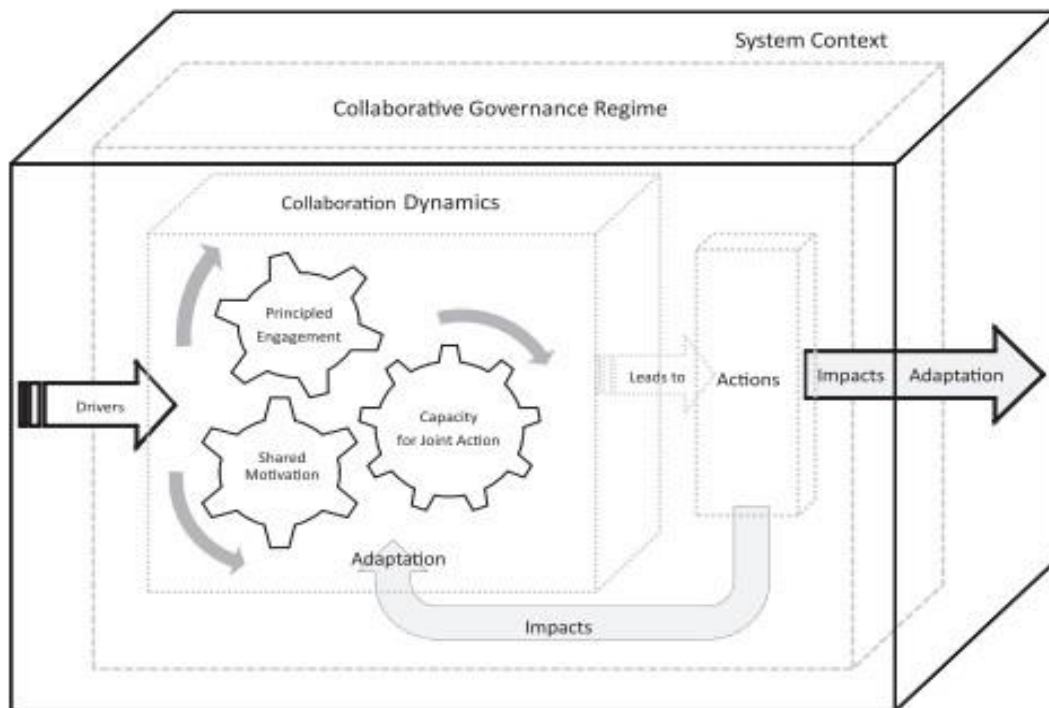 System Context
Collaborative Governance Regime
Collaboration Dynamics
Principled
Engagement
Drivers
Shared
Motivation
Capacity
for Joint Action
Leads to
Actions
Impacts
Adaptation
Adaptation
Impacts